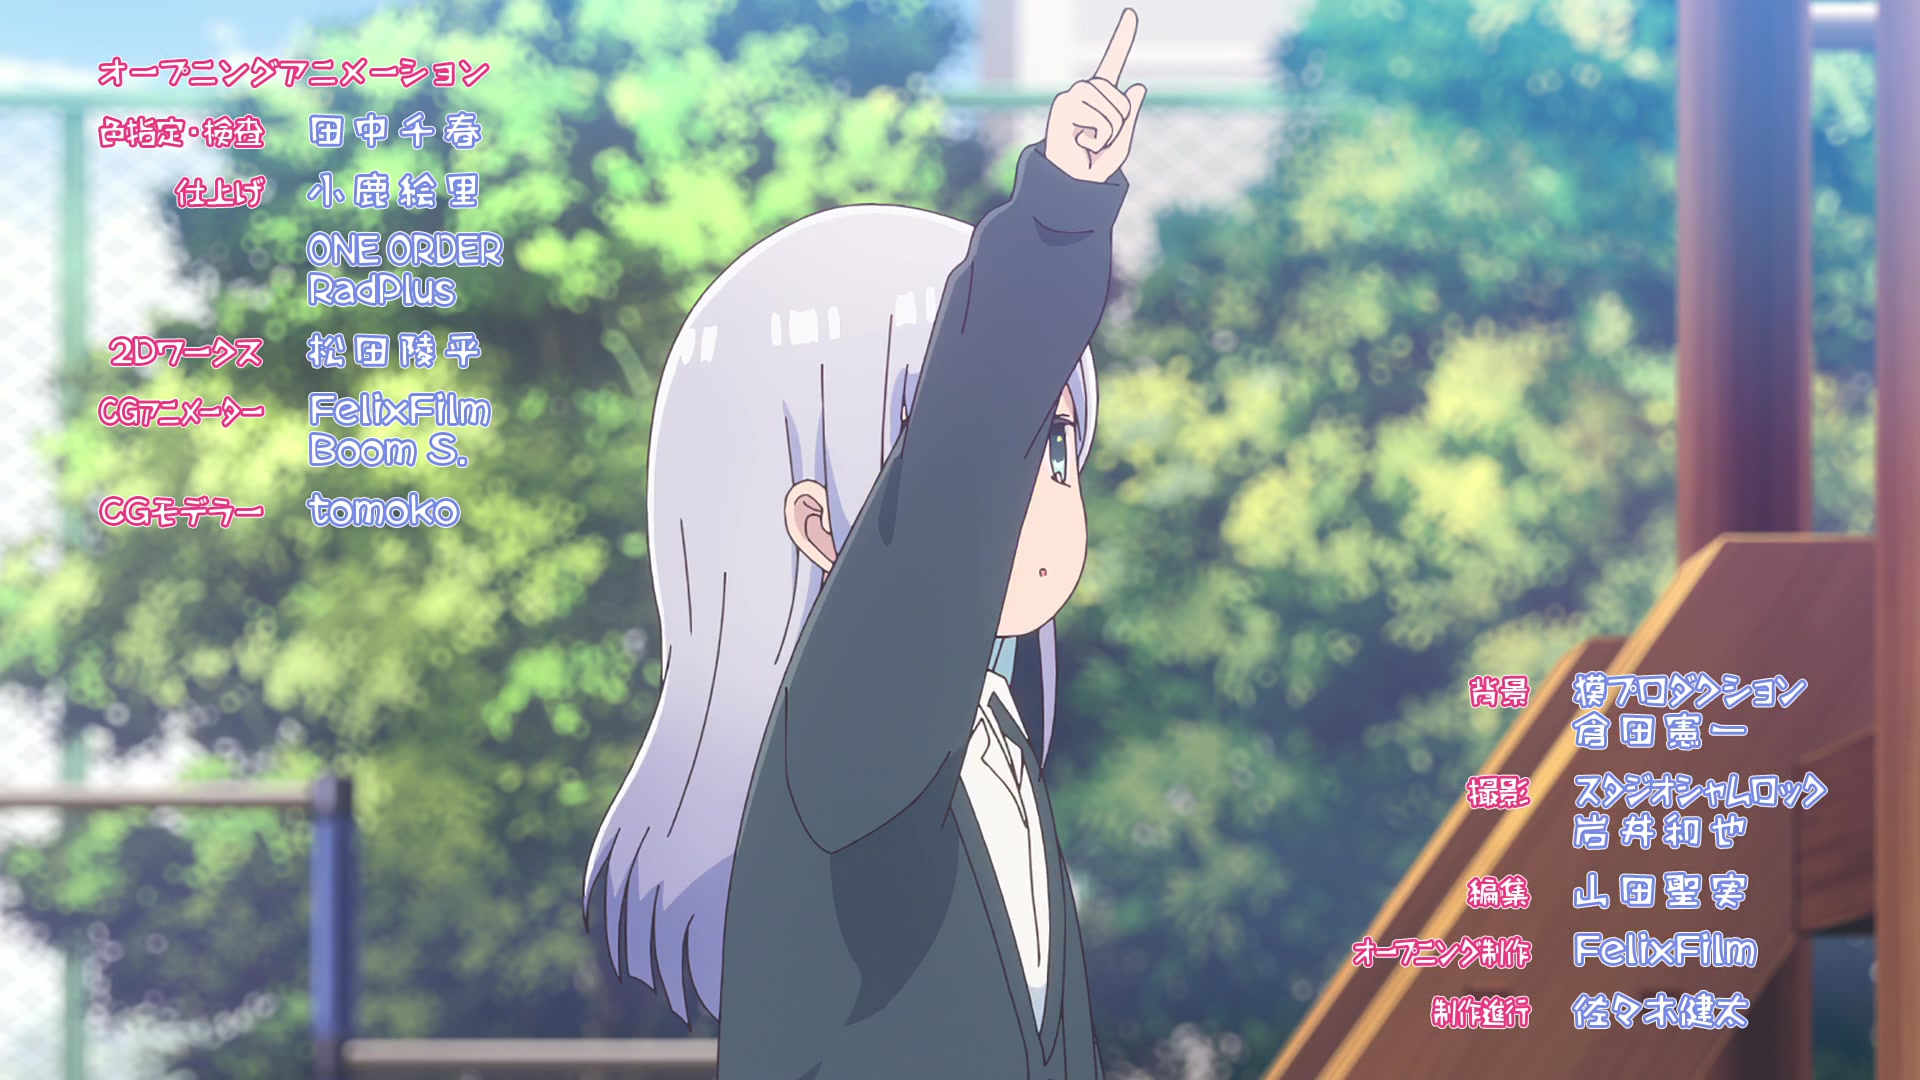 オープニングアニメーション
色指定・検査 田中千春
仕上げ 小鹿絵里
ONE ORDER
RadPlus
2Dワークス 松田陵平
CGアニメーター FelixFilm
Boom S.
CGモデラー tomoko
背景 獏プロダクション
倉田憲一
撮影 スタジオシャムロック
岩井和也
編集 山田聖実
オープニング制作 FelixFilm
制作進行 佐々木健太